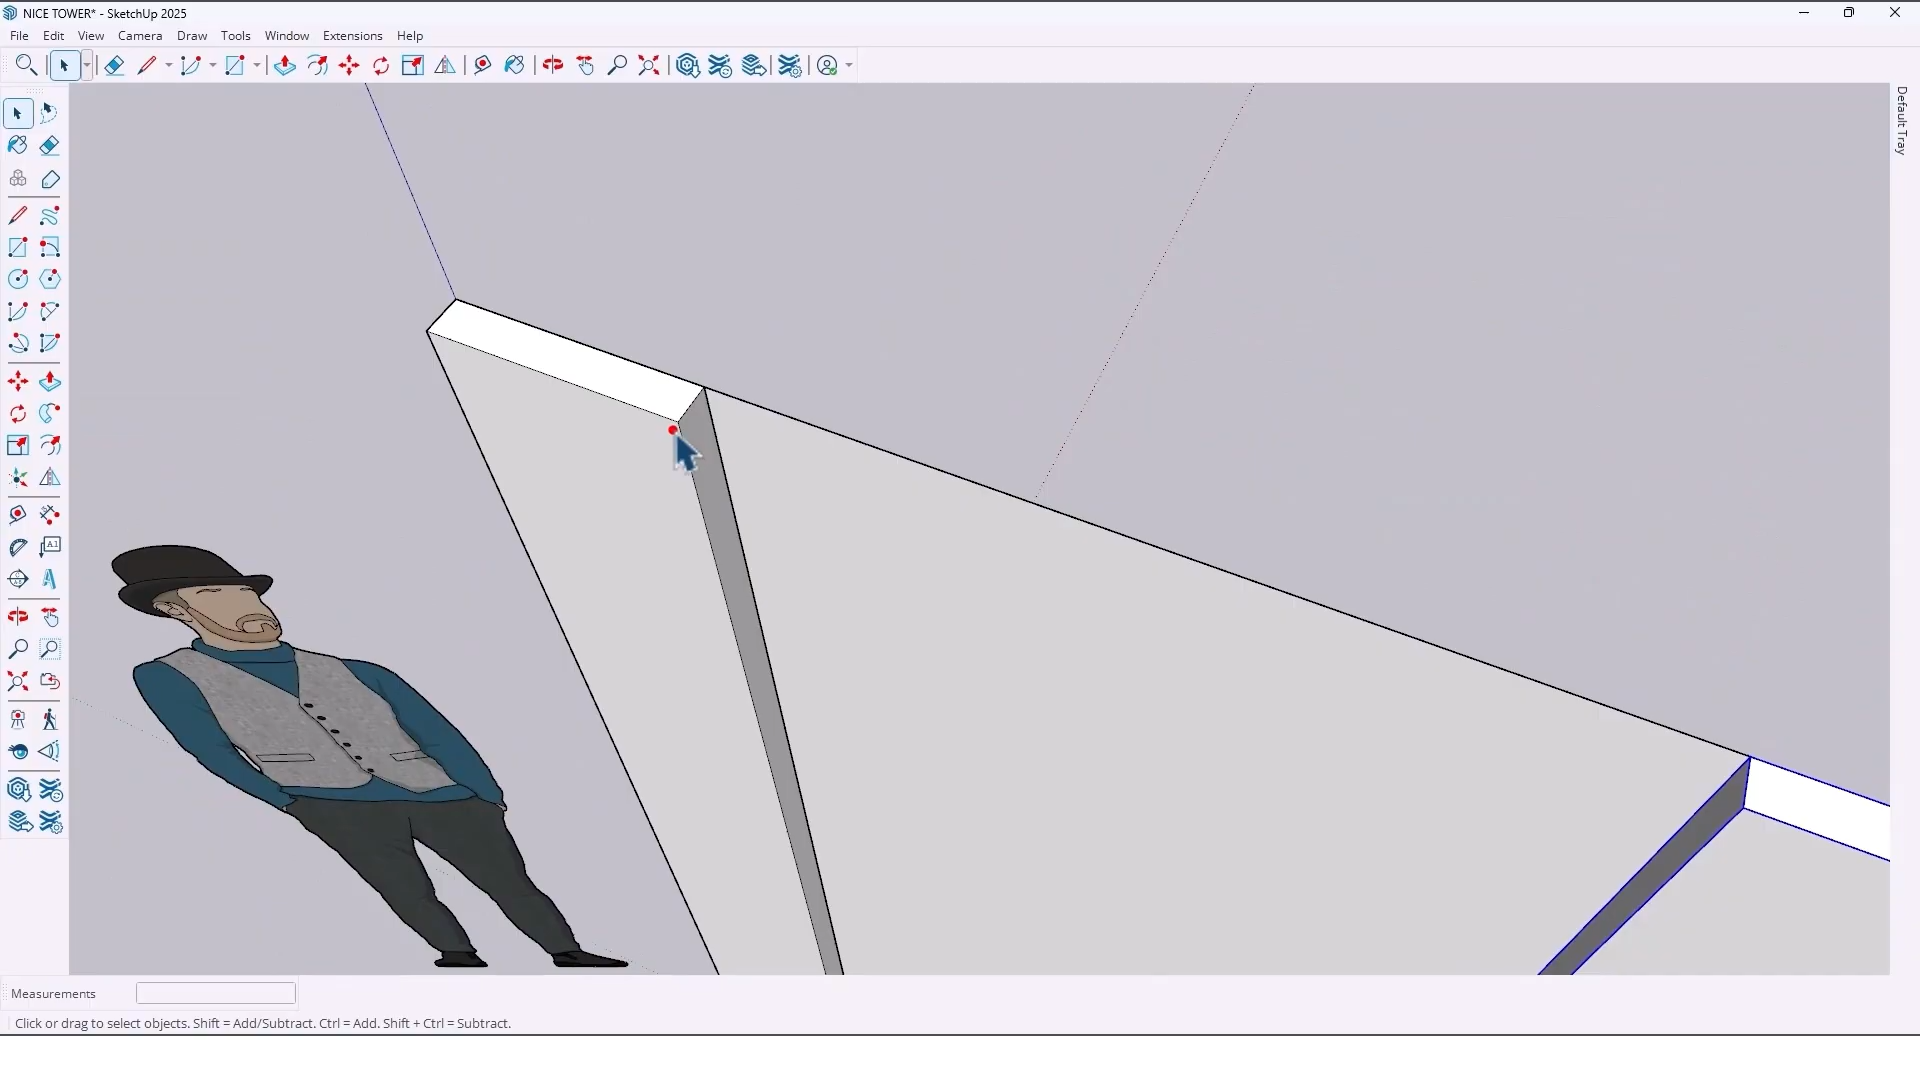 NICE TOWER* - SketchUp 2025
File Edit View Camera Draw Tools Window Extensions Help
Default Tray
A1
Measurements
Click or drag to select objects. Shift = Add/Subtract. Ctrl = Add. Shift + Ctrl = Subtract.